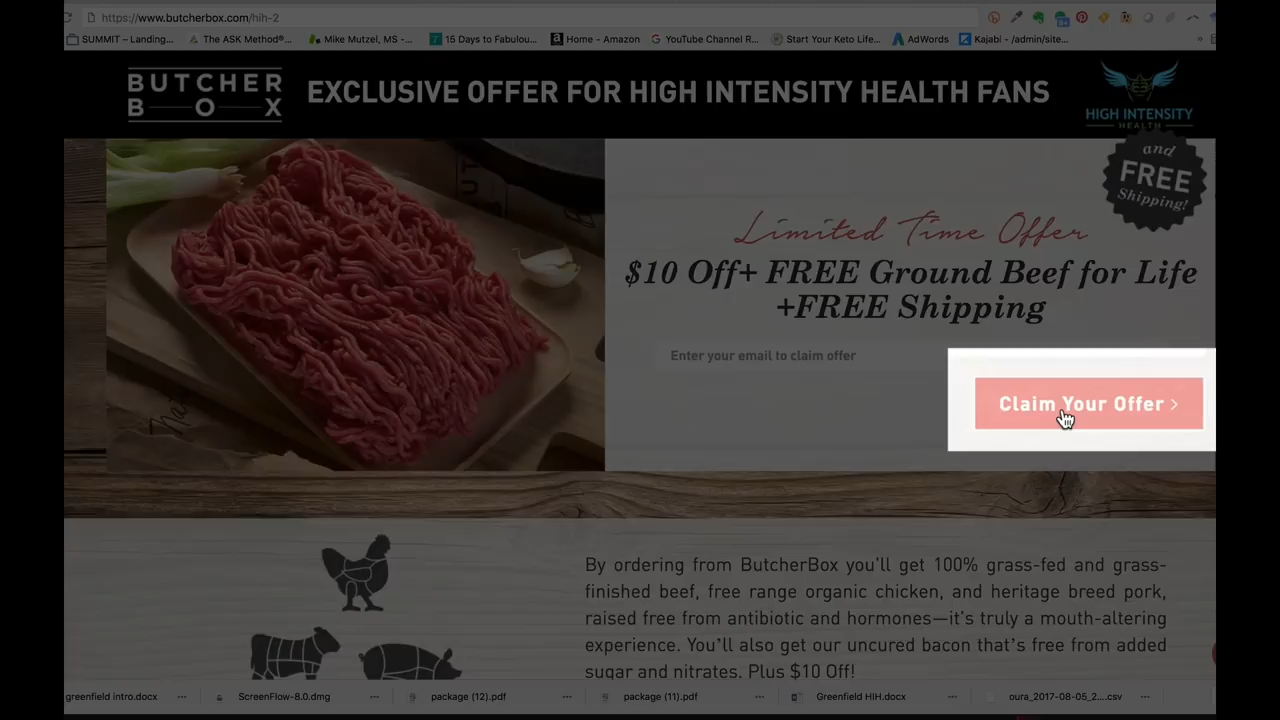 https://www.butcherbox.com/hih-2
SUMMIT – Landing... The ASK Method®... Mike Mutzel, MS -... 15 Days to Fabulou... Home - Amazon YouTube Channel R... Start Your Keto Life... AdWords Kajabi - /admin/site... »
BUTCHER
BOX
EXCLUSIVE OFFER FOR HIGH INTENSITY HEALTH FANS
HIGH INTENSITY
HEALTH
and
FREE
Shipping!
Limited Time Offer
$10 Off+ FREE Ground Beef for Life
+FREE Shipping
Enter your email to claim offer
Claim Your Offer >
By ordering from ButcherBox you'll get 100% grass-fed and grass-
finished beef, free range organic chicken, and heritage breed pork,
raised free from antibiotic and hormones—it's truly a mouth-altering
experience. You'll also get our uncured bacon that's free from added
sugar and nitrates. Plus $10 Off!
greenfield intro.docx ScreenFlow-8.0.dmg package (12).pdf package (11).pdf Greenfield HIH.docx oura_2017-08-05_2....csv